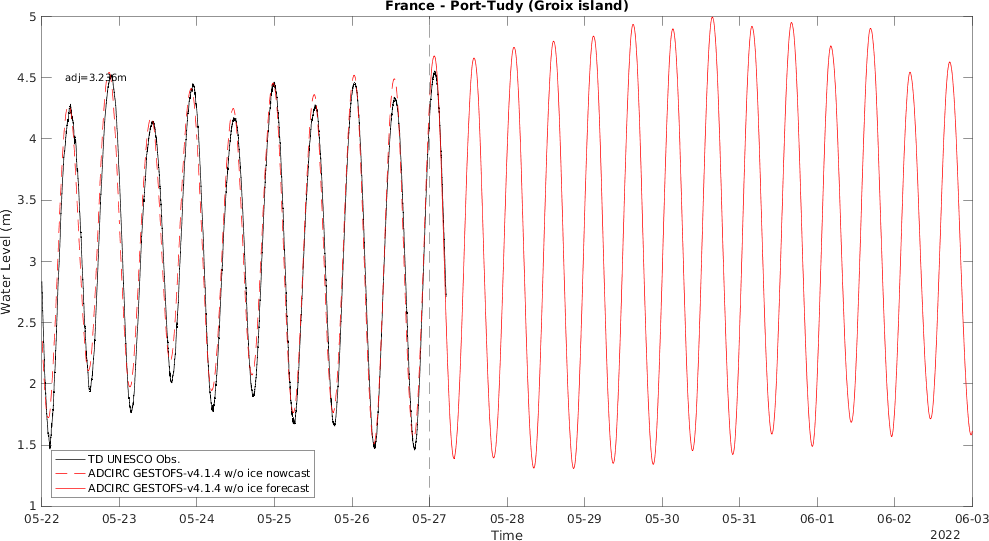 France - Port-Tudy (Groix island)
adj=3.236m
Water Level (m)
5
4.5
4
3.5
3
2.5
2
1.5
1
TD UNESCO Obs.
ADCIRC GESTOFS-v4.1.4 w/o ice nowcast
ADCIRC GESTOFS-v4.1.4 w/o ice forecast
05-22 05-23 05-24 05-25 05-26 05-27 05-28 05-29 05-30 05-31 06-01 06-02 06-03
Time
2022